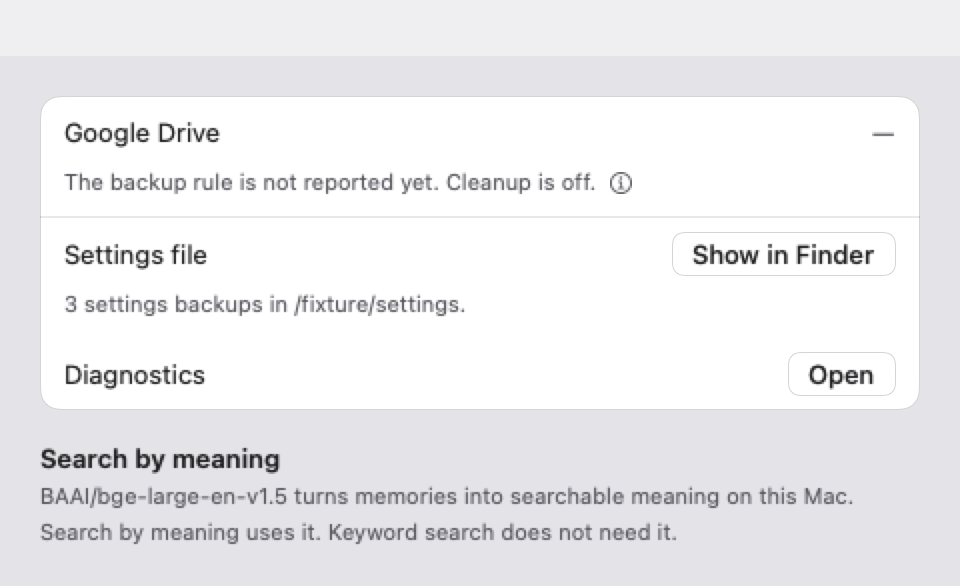 Google Drive
—
The backup rule is not reported yet. Cleanup is off.
Settings file
Show in Finder
3 settings backups in /fixture/settings.
Diagnostics
Open
Search by meaning
BAAI/bge-large-en-v1.5 turns memories into searchable meaning on this Mac.
Search by meaning uses it. Keyword search does not need it.